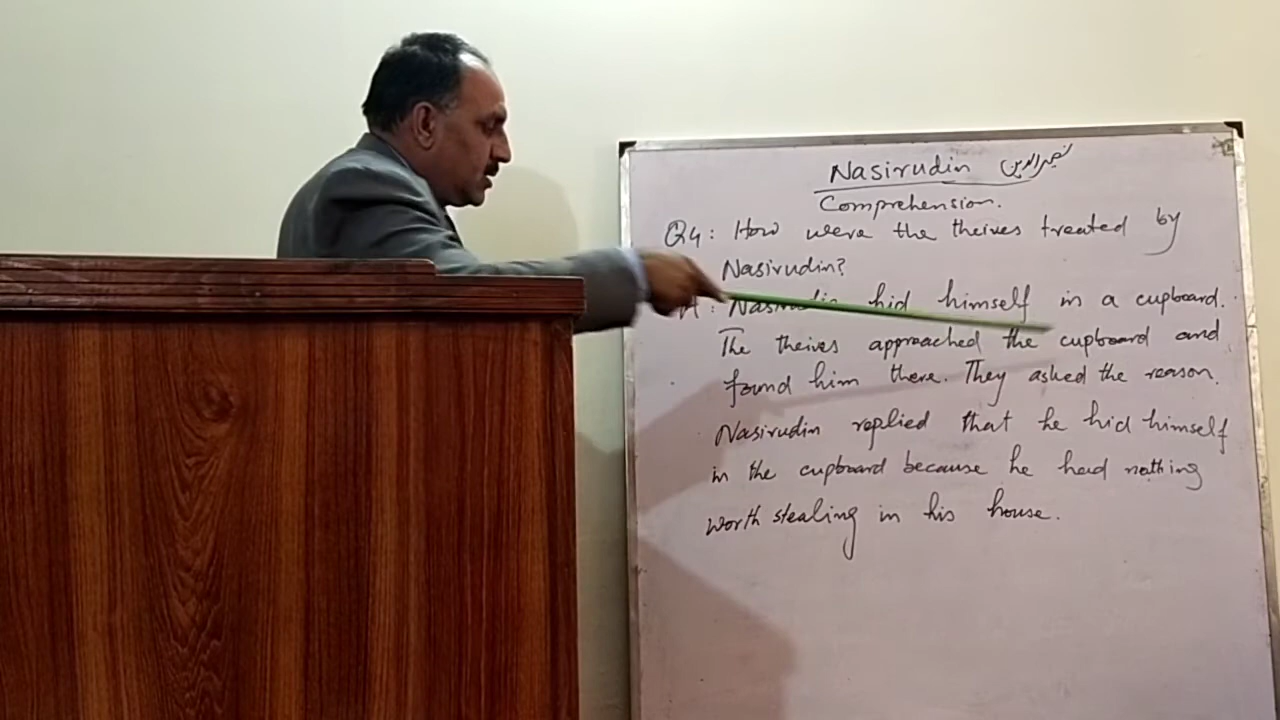 Nasirudin نصیرالدین
Comprehension.
Q4: How were the theives treated by
Nasirudin?
: Nasirudin hid himself in a cupboard.
The theives approached the cupboard and
found him there. They asked the reason.
Nasirudin replied that he hid himself
in the cupboard because he had nothing
worth stealing in his house.